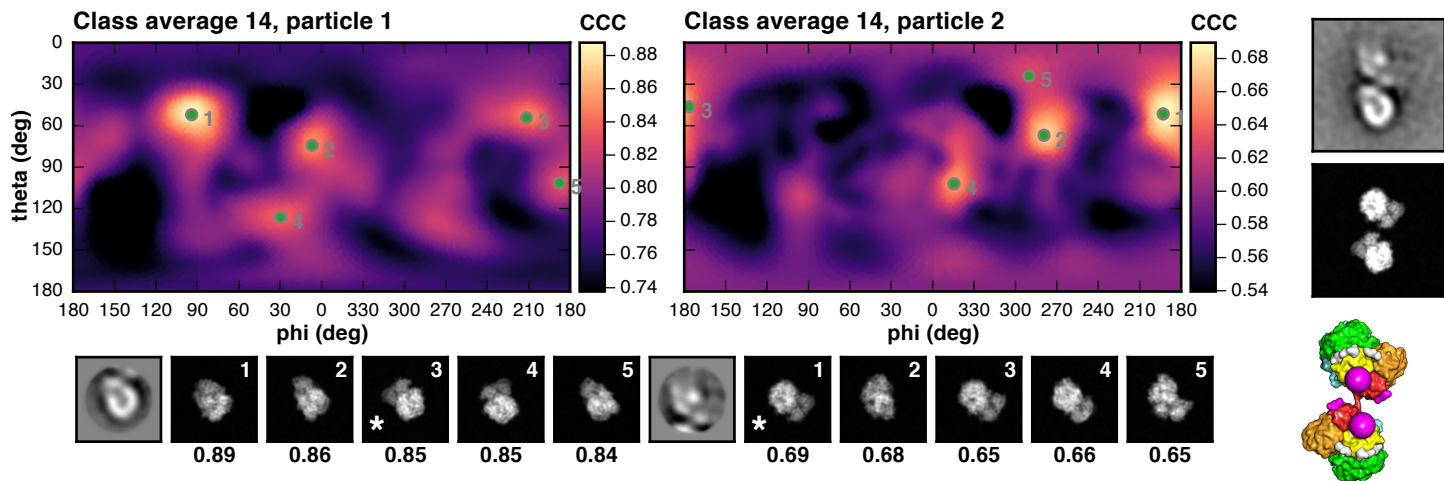 Class average 14, particle 1
CCC
Class average 14, particle 2
CCC
0
30
60
90
120
150
180
theta (deg)
1
2
3
4
5
0.88
0.86
0.84
0.82
0.80
0.78
0.76
0.74
180 150 120 90 60 30 0 330 300 270 240 210 180
phi (deg)
1
2
3
4
5
0.68
0.66
0.64
0.62
0.60
0.58
0.56
0.54
180 150 120 90 60 30 0 330 300 270 240 210 180
phi (deg)
1 2 3 4 5
*
0.89 0.86 0.85 0.85 0.84
1 2 3 4 5
*
0.69 0.68 0.65 0.66 0.65